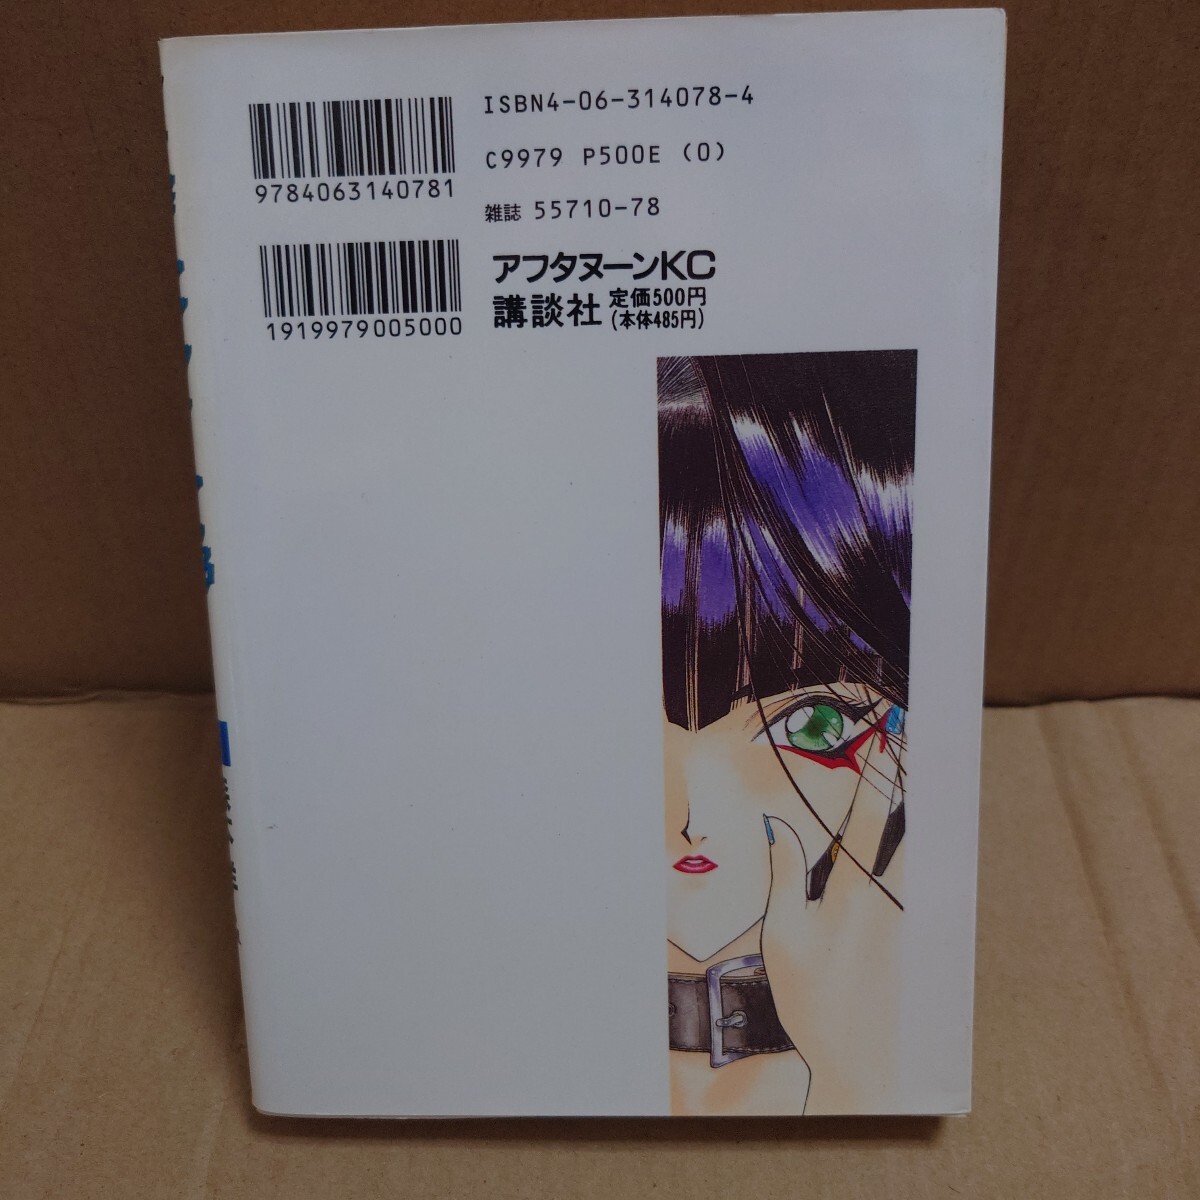 ISBN4-06-314078-4
9784063140781
C9979 P500E (0)
雑誌 55710-78
1919979005000
アフタヌーンKC
講談社 定価500円
(本体485円)